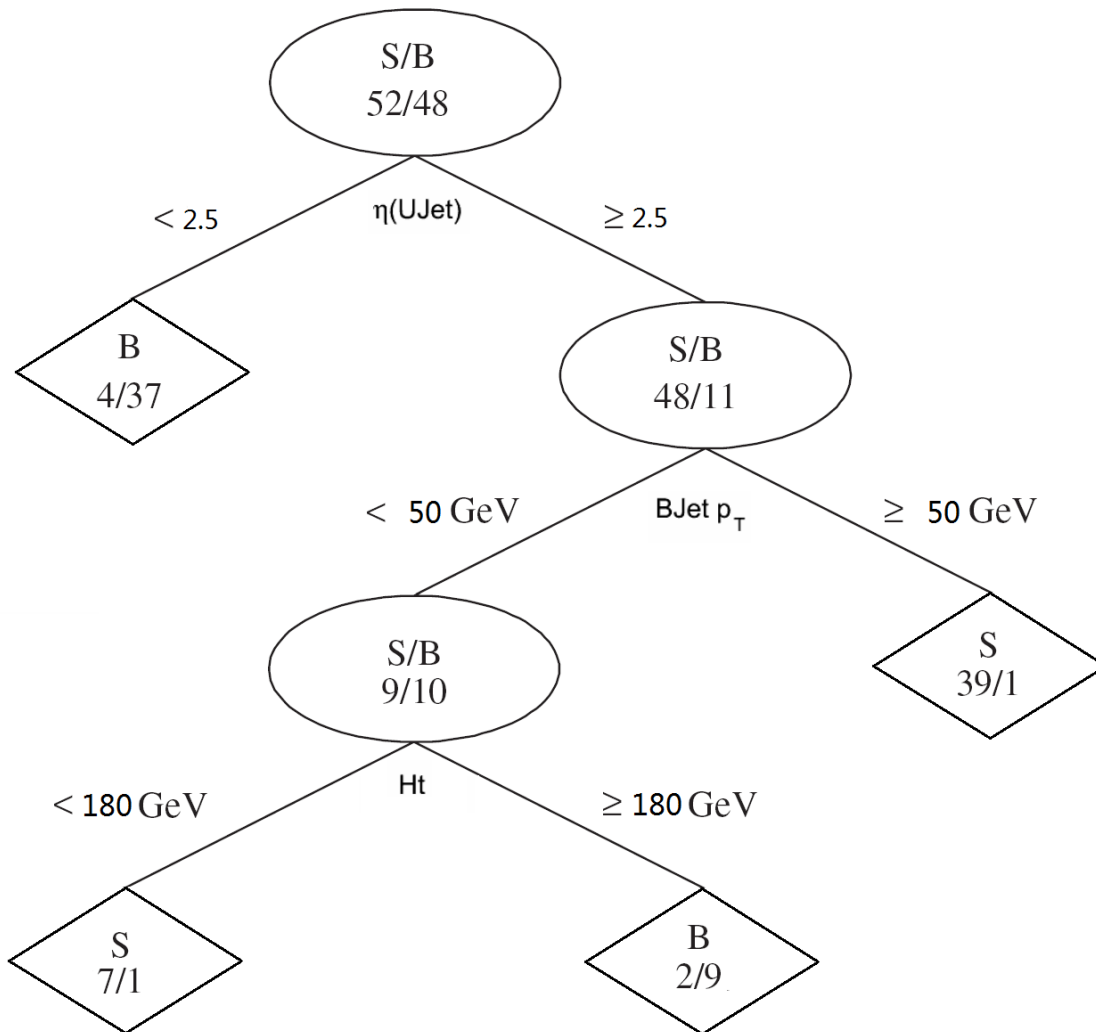 S/B
52/48
< 2.5
η(UJet)
≥ 2.5
B
4/37
S/B
48/11
< 50 GeV
BJet p_T
≥ 50 GeV
S/B
9/10
S
39/1
< 180 GeV
Ht
≥ 180 GeV
S
7/1
B
2/9